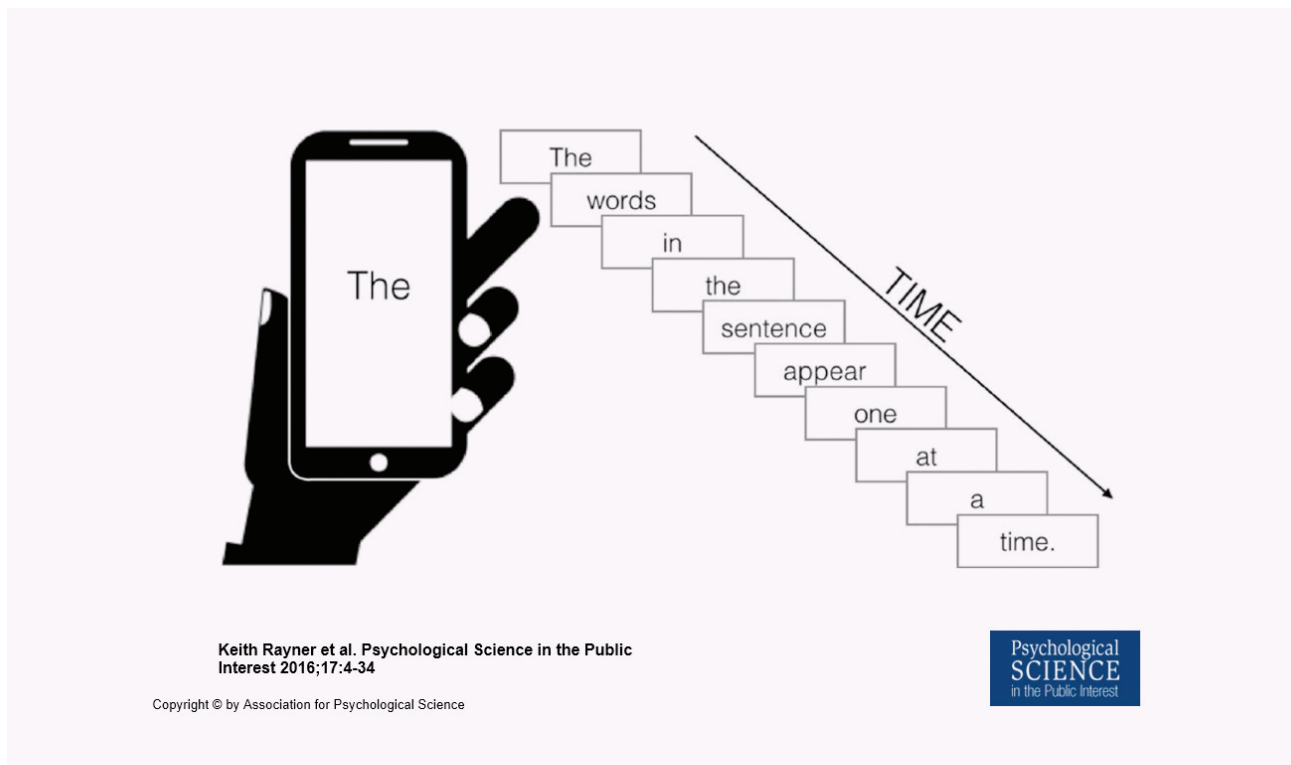 The
The
words
in
the
sentence
appear
one
at
a
time.
TIME
Keith Rayner et al. Psychological Science in the Public
Interest 2016;17:4-34
Copyright © by Association for Psychological Science
Psychological
SCIENCE
in the Public Interest